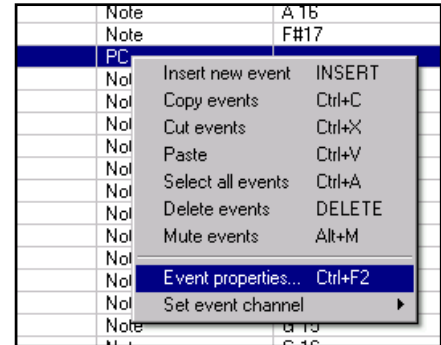 Note A 16
Note F#17
PC
Insert new event INSERT
Copy events Ctrl+C
Cut events Ctrl+X
Paste Ctrl+V
Select all events Ctrl+A
Delete events DELETE
Mute events Alt+M
Event properties... Ctrl+F2
Set event channel
Note